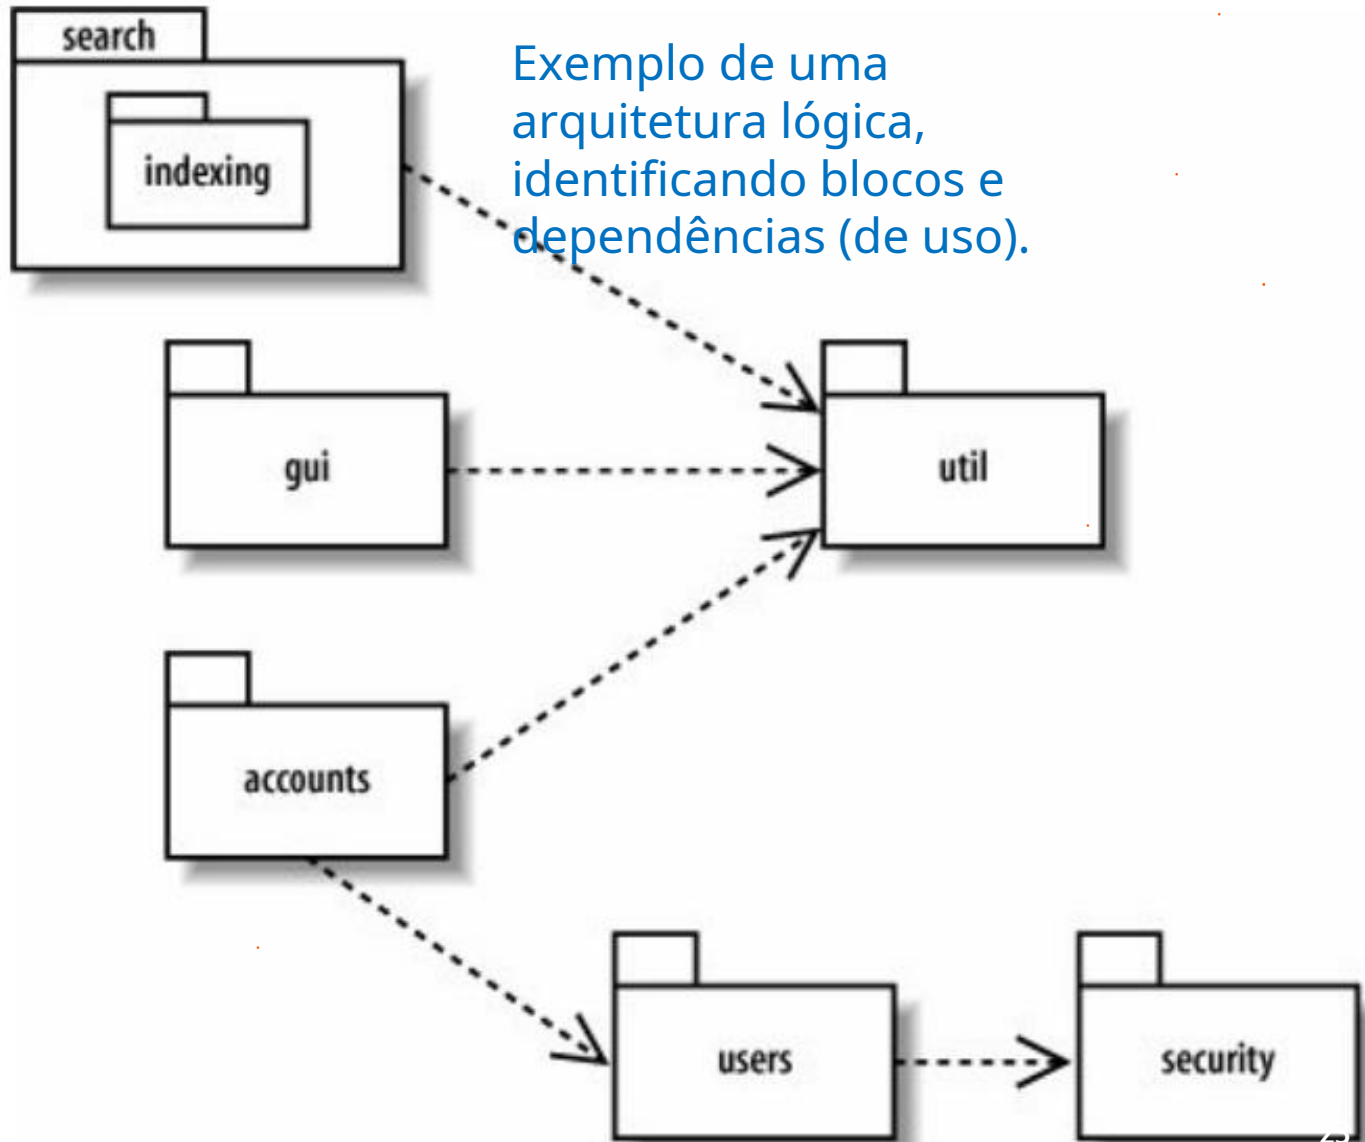 search
Exemplo de uma
arquitetura lógica,
identificando blocos e
dependências (de uso).
indexing
gui
util
accounts
users
security